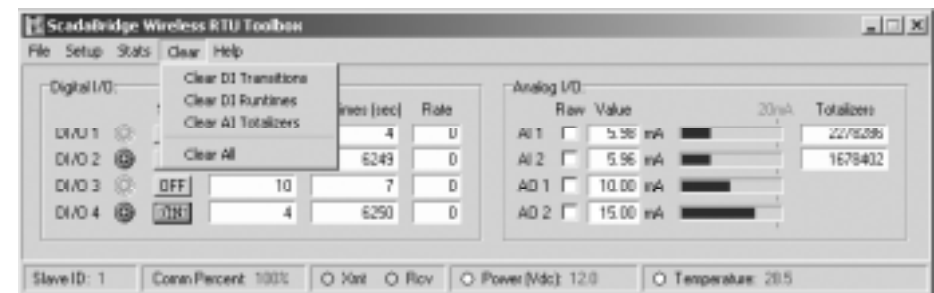 ScadaBridge Wireless RTU Toolbox
File Setup Stats Clear Help
Clear DI Transitions
Clear DI Runtimes
Clear AI Totalizers
Clear All
Digital I/O:
(sec) Rate
DI/O 1 4 0
DI/O 2 6249 0
DI/O 3 OFF 10 7 0
DI/O 4 ON 4 6250 0
Analog I/O:
Raw Value 20mA Totalizers
AI 1 5.98 mA 2278286
AI 2 5.96 mA 1678402
AO 1 10.00 mA
AO 2 15.00 mA
Slave ID: 1 Comm Percent 100% Xmt Rcv Power (Vdc): 12.0 Temperature: 28.5